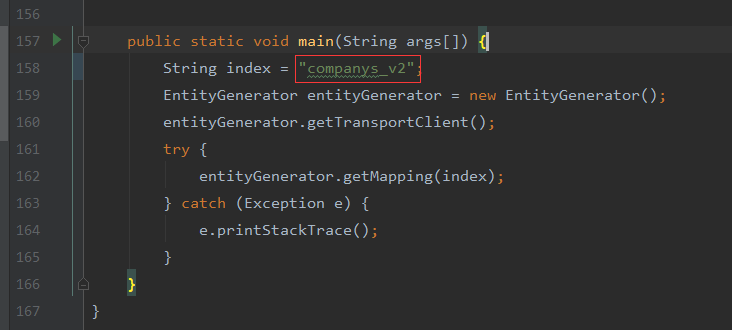 156
157 public static void main(String args[]) {
158 String index = "companys_v2";
159 EntityGenerator entityGenerator = new EntityGenerator();
160 entityGenerator.getTransportClient();
161 try {
162 entityGenerator.getMapping(index);
163 } catch (Exception e) {
164 e.printStackTrace();
165 }
166 }
167 }